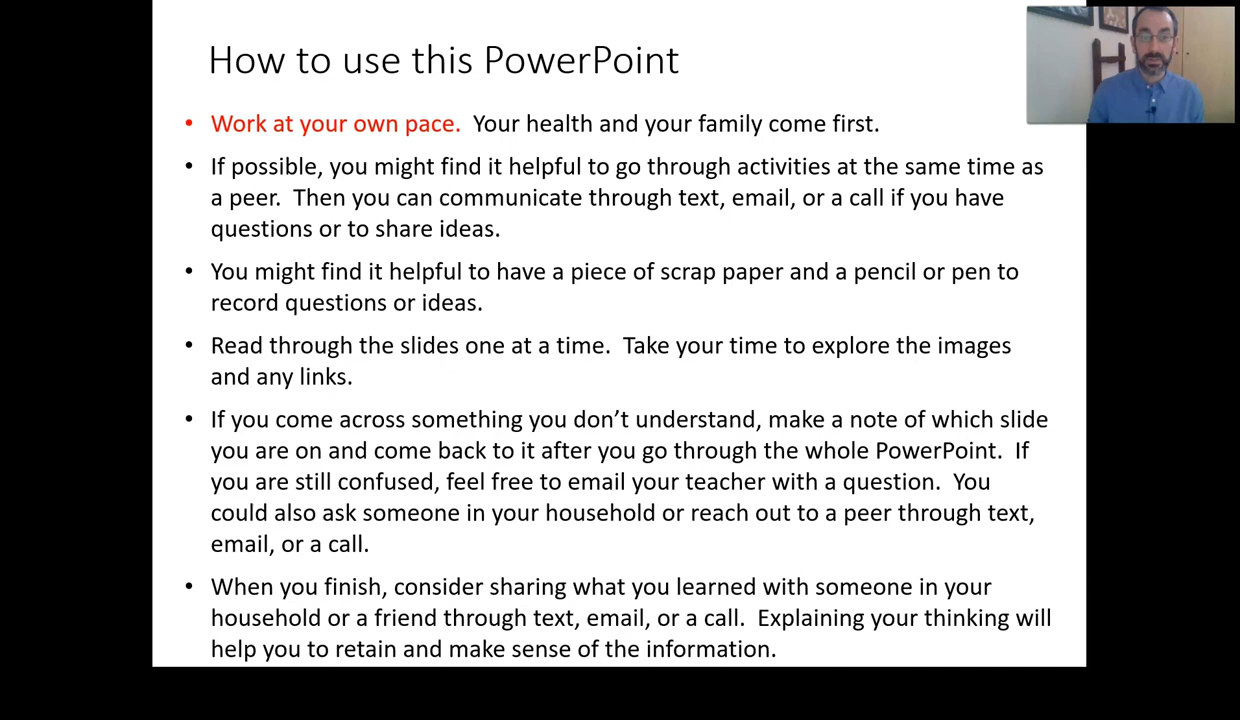 How to use this PowerPoint
• Work at your own pace.  Your health and your family come first.
• If possible, you might find it helpful to go through activities at the same time as
a peer.  Then you can communicate through text, email, or a call if you have
questions or to share ideas.
• You might find it helpful to have a piece of scrap paper and a pencil or pen to
record questions or ideas.
• Read through the slides one at a time.  Take your time to explore the images
and any links.
• If you come across something you don’t understand, make a note of which slide
you are on and come back to it after you go through the whole PowerPoint.  If
you are still confused, feel free to email your teacher with a question.  You
could also ask someone in your household or reach out to a peer through text,
email, or a call.
• When you finish, consider sharing what you learned with someone in your
household or a friend through text, email, or a call.  Explaining your thinking will
help you to retain and make sense of the information.